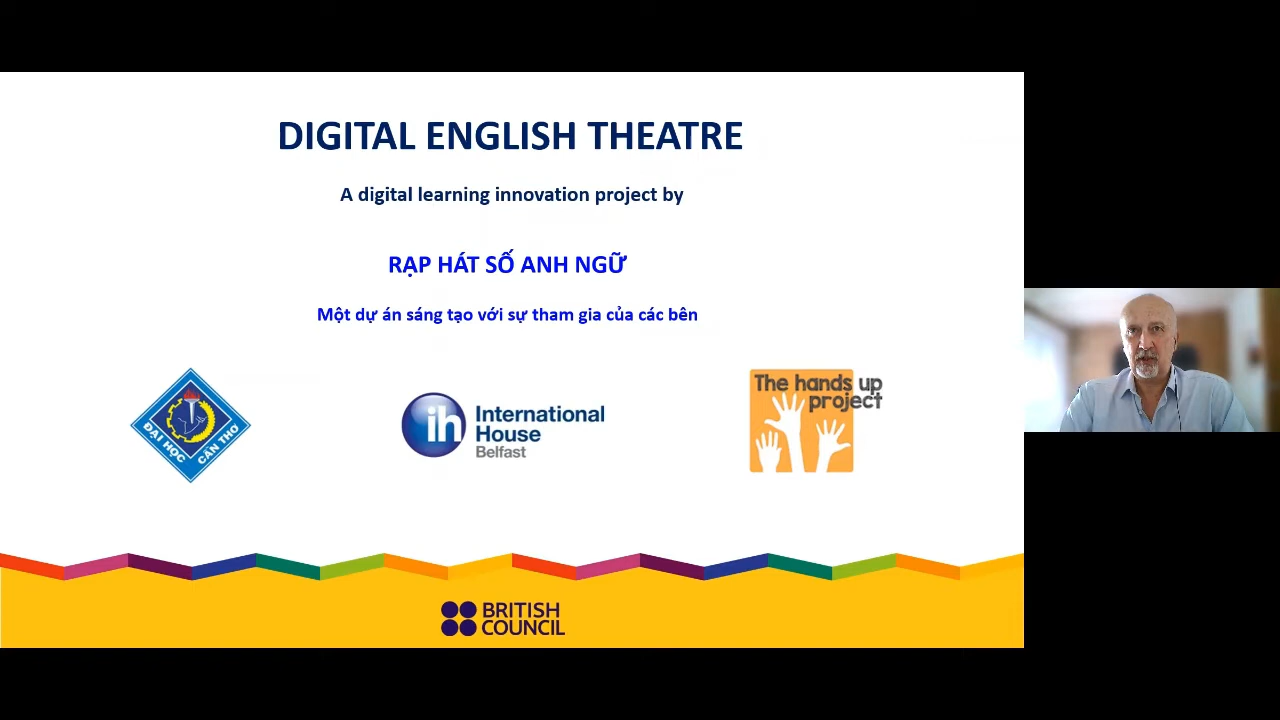 DIGITAL ENGLISH THEATRE
A digital learning innovation project by
RẠP HÁT SỐ ANH NGỮ
Một dự án sáng tạo với sự tham gia của các bên
ĐẠI HỌC CẦN THƠ
ih International
House
Belfast
The hands up
project
BRITISH
COUNCIL